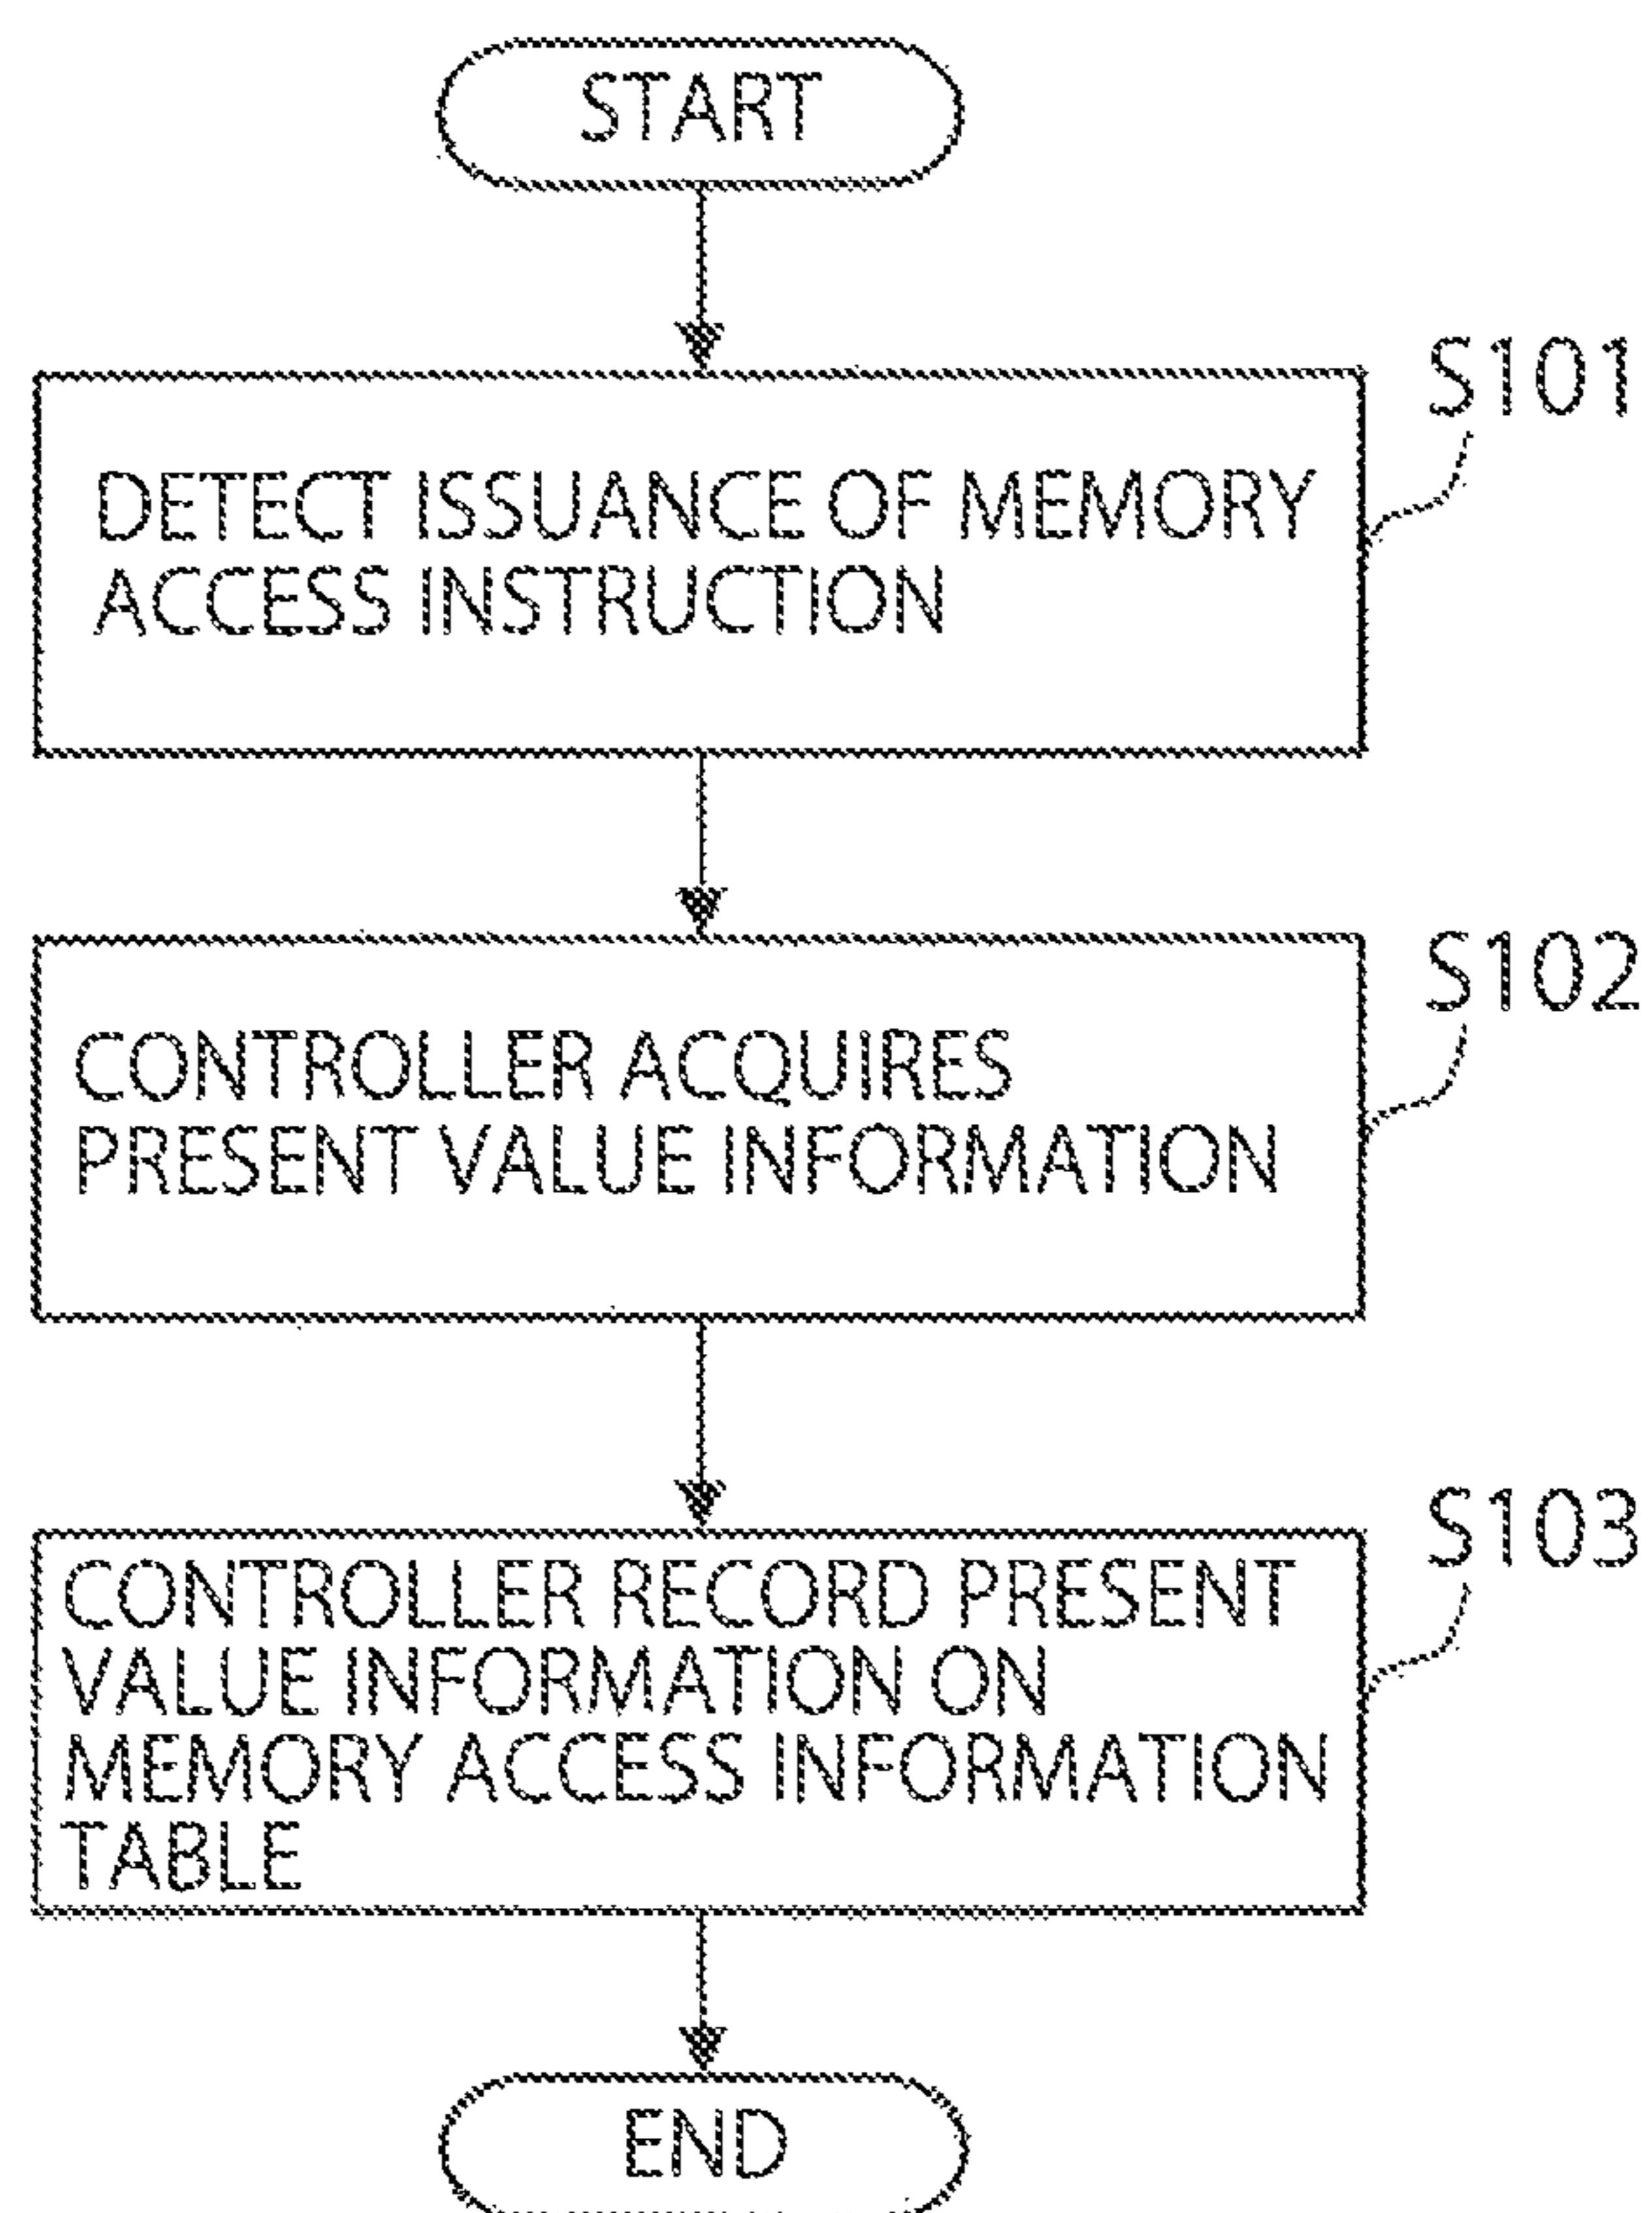 START
S101
DETECT ISSUANCE OF MEMORY
ACCESS INSTRUCTION
S102
CONTROLLER ACQUIRES
PRESENT VALUE INFORMATION
S103
CONTROLLER RECORD PRESENT
VALUE INFORMATION ON
MEMORY ACCESS INFORMATION
TABLE
END